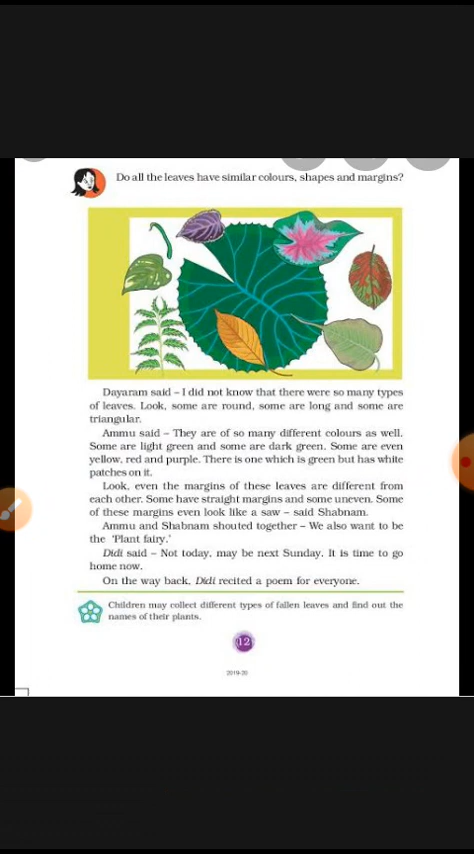 Do all the leaves have similar colours, shapes and margins?
Dayaram said – I did not know that there were so many types
of leaves. Look, some are round, some are long and some are
triangular.
Ammu said – They are of so many different colours as well.
Some are light green and some are dark green. Some are even
yellow, red and purple. There is one which is green but has white
patches on it.
Look, even the margins of these leaves are different from
each other. Some have straight margins and some uneven. Some
of these margins even look like a saw – said Shabnam.
Ammu and Shabnam shouted together – We also want to be
the 'Plant fairy.'
Didi said – Not today, may be next Sunday. It is time to go
home now.
On the way back, Didi recited a poem for everyone.
Children may collect different types of fallen leaves and find out the
names of their plants.
12
2019-20